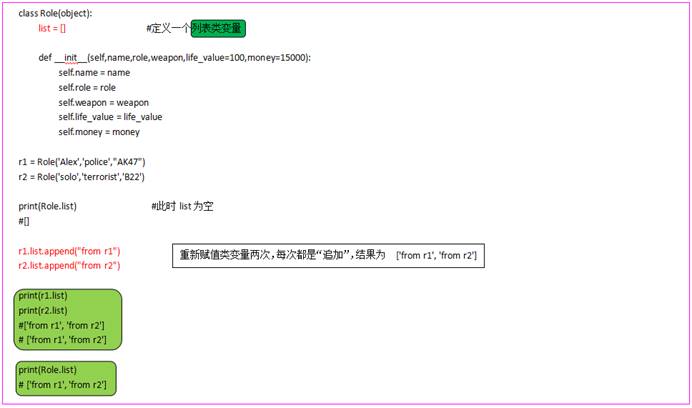 class Role(object):
list = [] #定义一个列表类变量
def __init__(self,name,role,weapon,life_value=100,money=15000):
self.name = name
self.role = role
self.weapon = weapon
self.life_value = life_value
self.money = money
r1 = Role('Alex','police',"AK47")
r2 = Role('solo','terrorist','B22')
print(Role.list) #此时 list 为空
#[]
r1.list.append("from r1")
r2.list.append("from r2")
重新赋值类变量两次，每次都是“追加”，结果为 ['from r1', 'from r2']
print(r1.list)
print(r2.list)
#['from r1', 'from r2']
# ['from r1', 'from r2']
print(Role.list)
# ['from r1', 'from r2']